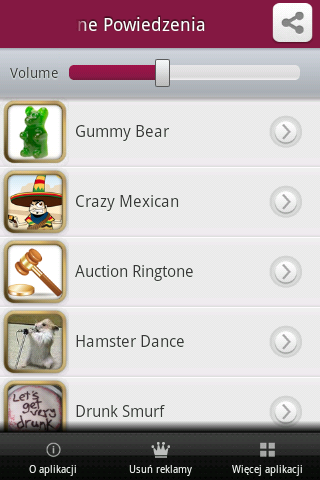 ne Powiedzenia
Volume
Gummy Bear
Crazy Mexican
Auction Ringtone
Hamster Dance
Let's
get
very
drunk
Drunk Smurf
O aplikacji
Usuń reklamy
Więcej aplikacji